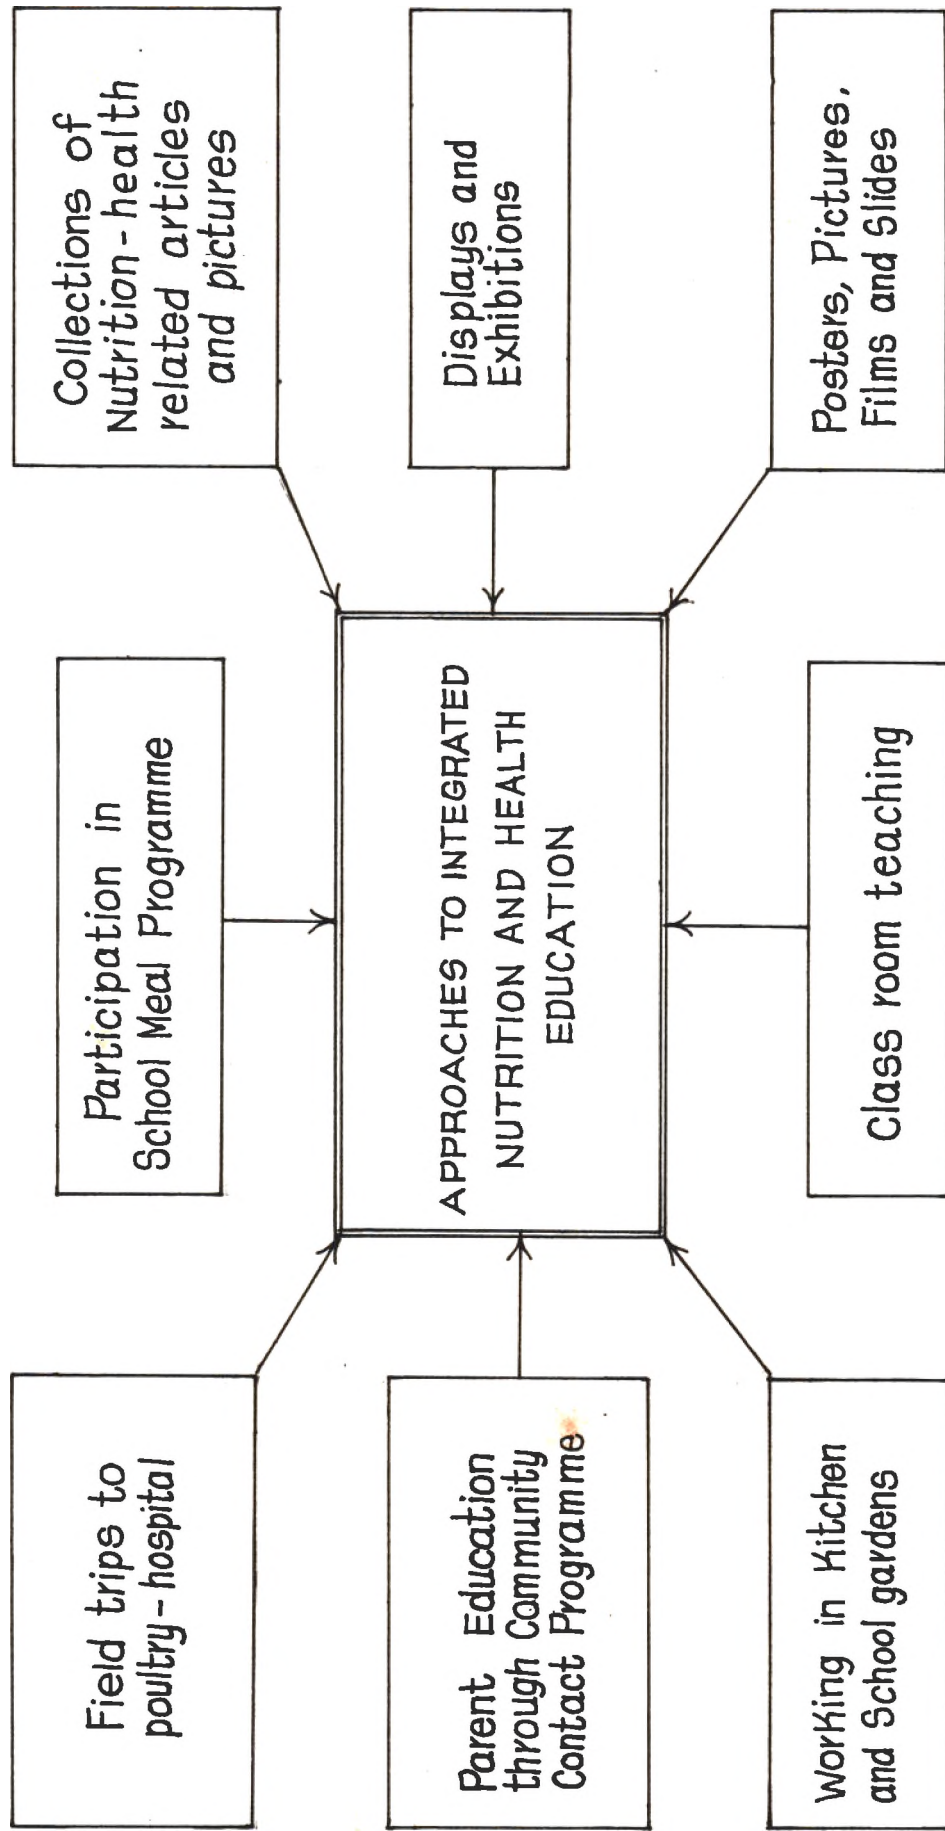 Field trips to
poultry-hospital
Participation in
School Meal Programme
Collections of
Nutrition-health
related articles
and pictures
Parent Education
through Community
Contact Programme
APPROACHES TO INTEGRATED
NUTRITION AND HEALTH
EDUCATION
Displays and
Exhibitions
Working in Kitchen
and School gardens
Class room teaching
Posters, Pictures,
Films and Slides